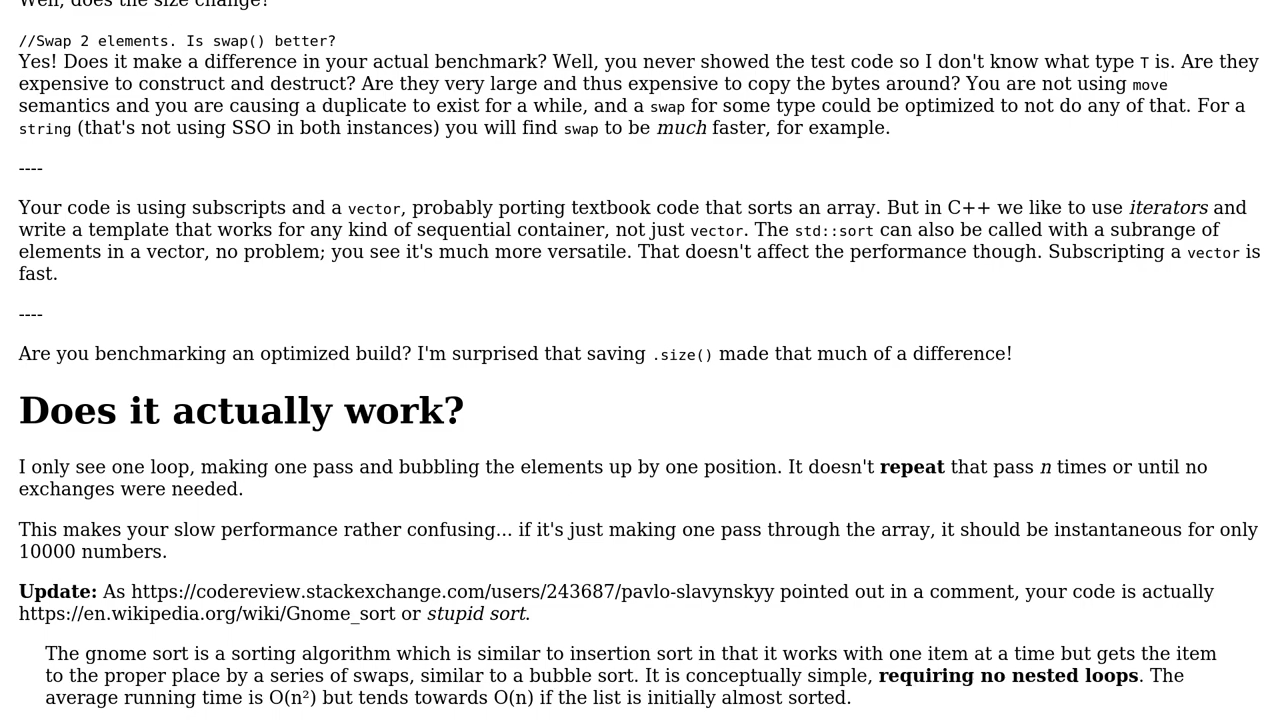 Well, does the size change?
//Swap 2 elements. Is swap() better?
Yes! Does it make a difference in your actual benchmark? Well, you never showed the test code so I don't know what type T is. Are they
expensive to construct and destruct? Are they very large and thus expensive to copy the bytes around? You are not using move
semantics and you are causing a duplicate to exist for a while, and a swap for some type could be optimized to not do any of that. For a
string (that's not using SSO in both instances) you will find swap to be much faster, for example.
----
Your code is using subscripts and a vector, probably porting textbook code that sorts an array. But in C++ we like to use iterators and
write a template that works for any kind of sequential container, not just vector. The std::sort can also be called with a subrange of
elements in a vector, no problem; you see it's much more versatile. That doesn't affect the performance though. Subscripting a vector is
fast.
----
Are you benchmarking an optimized build? I'm surprised that saving .size() made that much of a difference!
Does it actually work?
I only see one loop, making one pass and bubbling the elements up by one position. It doesn't repeat that pass n times or until no
exchanges were needed.
This makes your slow performance rather confusing... if it's just making one pass through the array, it should be instantaneous for only
10000 numbers.
Update: As https://codereview.stackexchange.com/users/243687/pavlo-slavynskyy pointed out in a comment, your code is actually
https://en.wikipedia.org/wiki/Gnome_sort or stupid sort.
The gnome sort is a sorting algorithm which is similar to insertion sort in that it works with one item at a time but gets the item
to the proper place by a series of swaps, similar to a bubble sort. It is conceptually simple, requiring no nested loops. The
average running time is O(n²) but tends towards O(n) if the list is initially almost sorted.